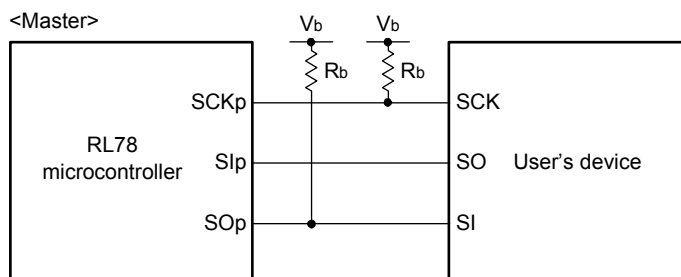 <Master>
Vb Vb
Rb Rb
SCKp SCK
RL78
microcontroller
SIp SO
User's device
SOp SI